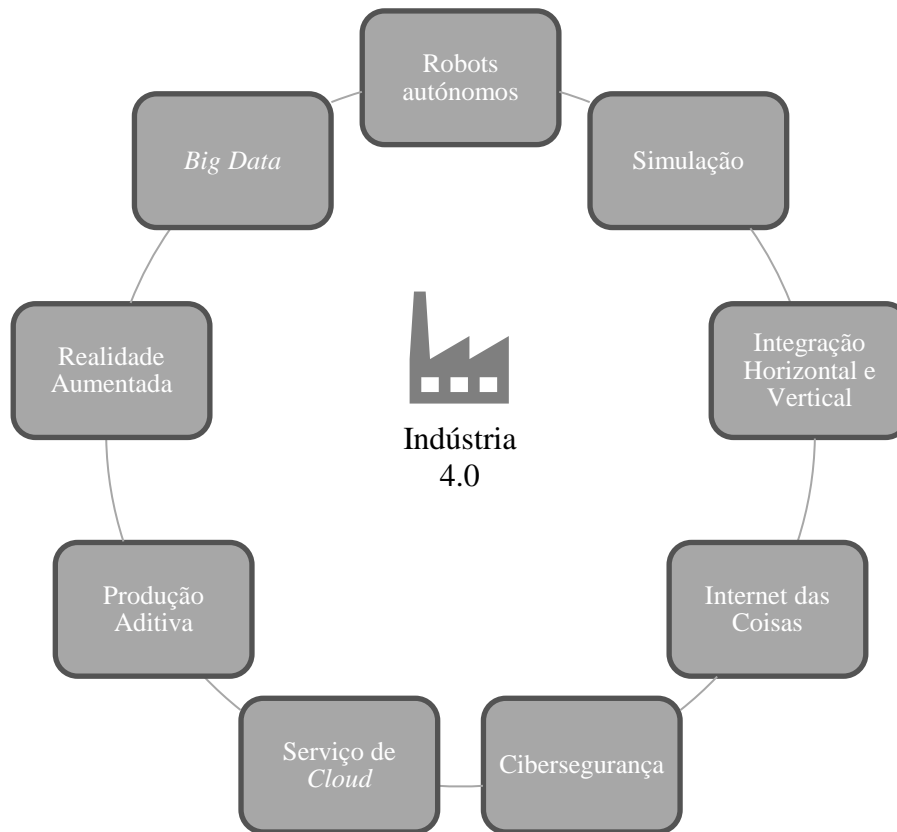 Robots
autónomos
Simulação
Integração
Horizontal e
Vertical
Internet das
Coisas
Cibersegurança
Serviço de
Cloud
Produção
Aditiva
Realidade
Aumentada
Big Data
Indústria
4.0